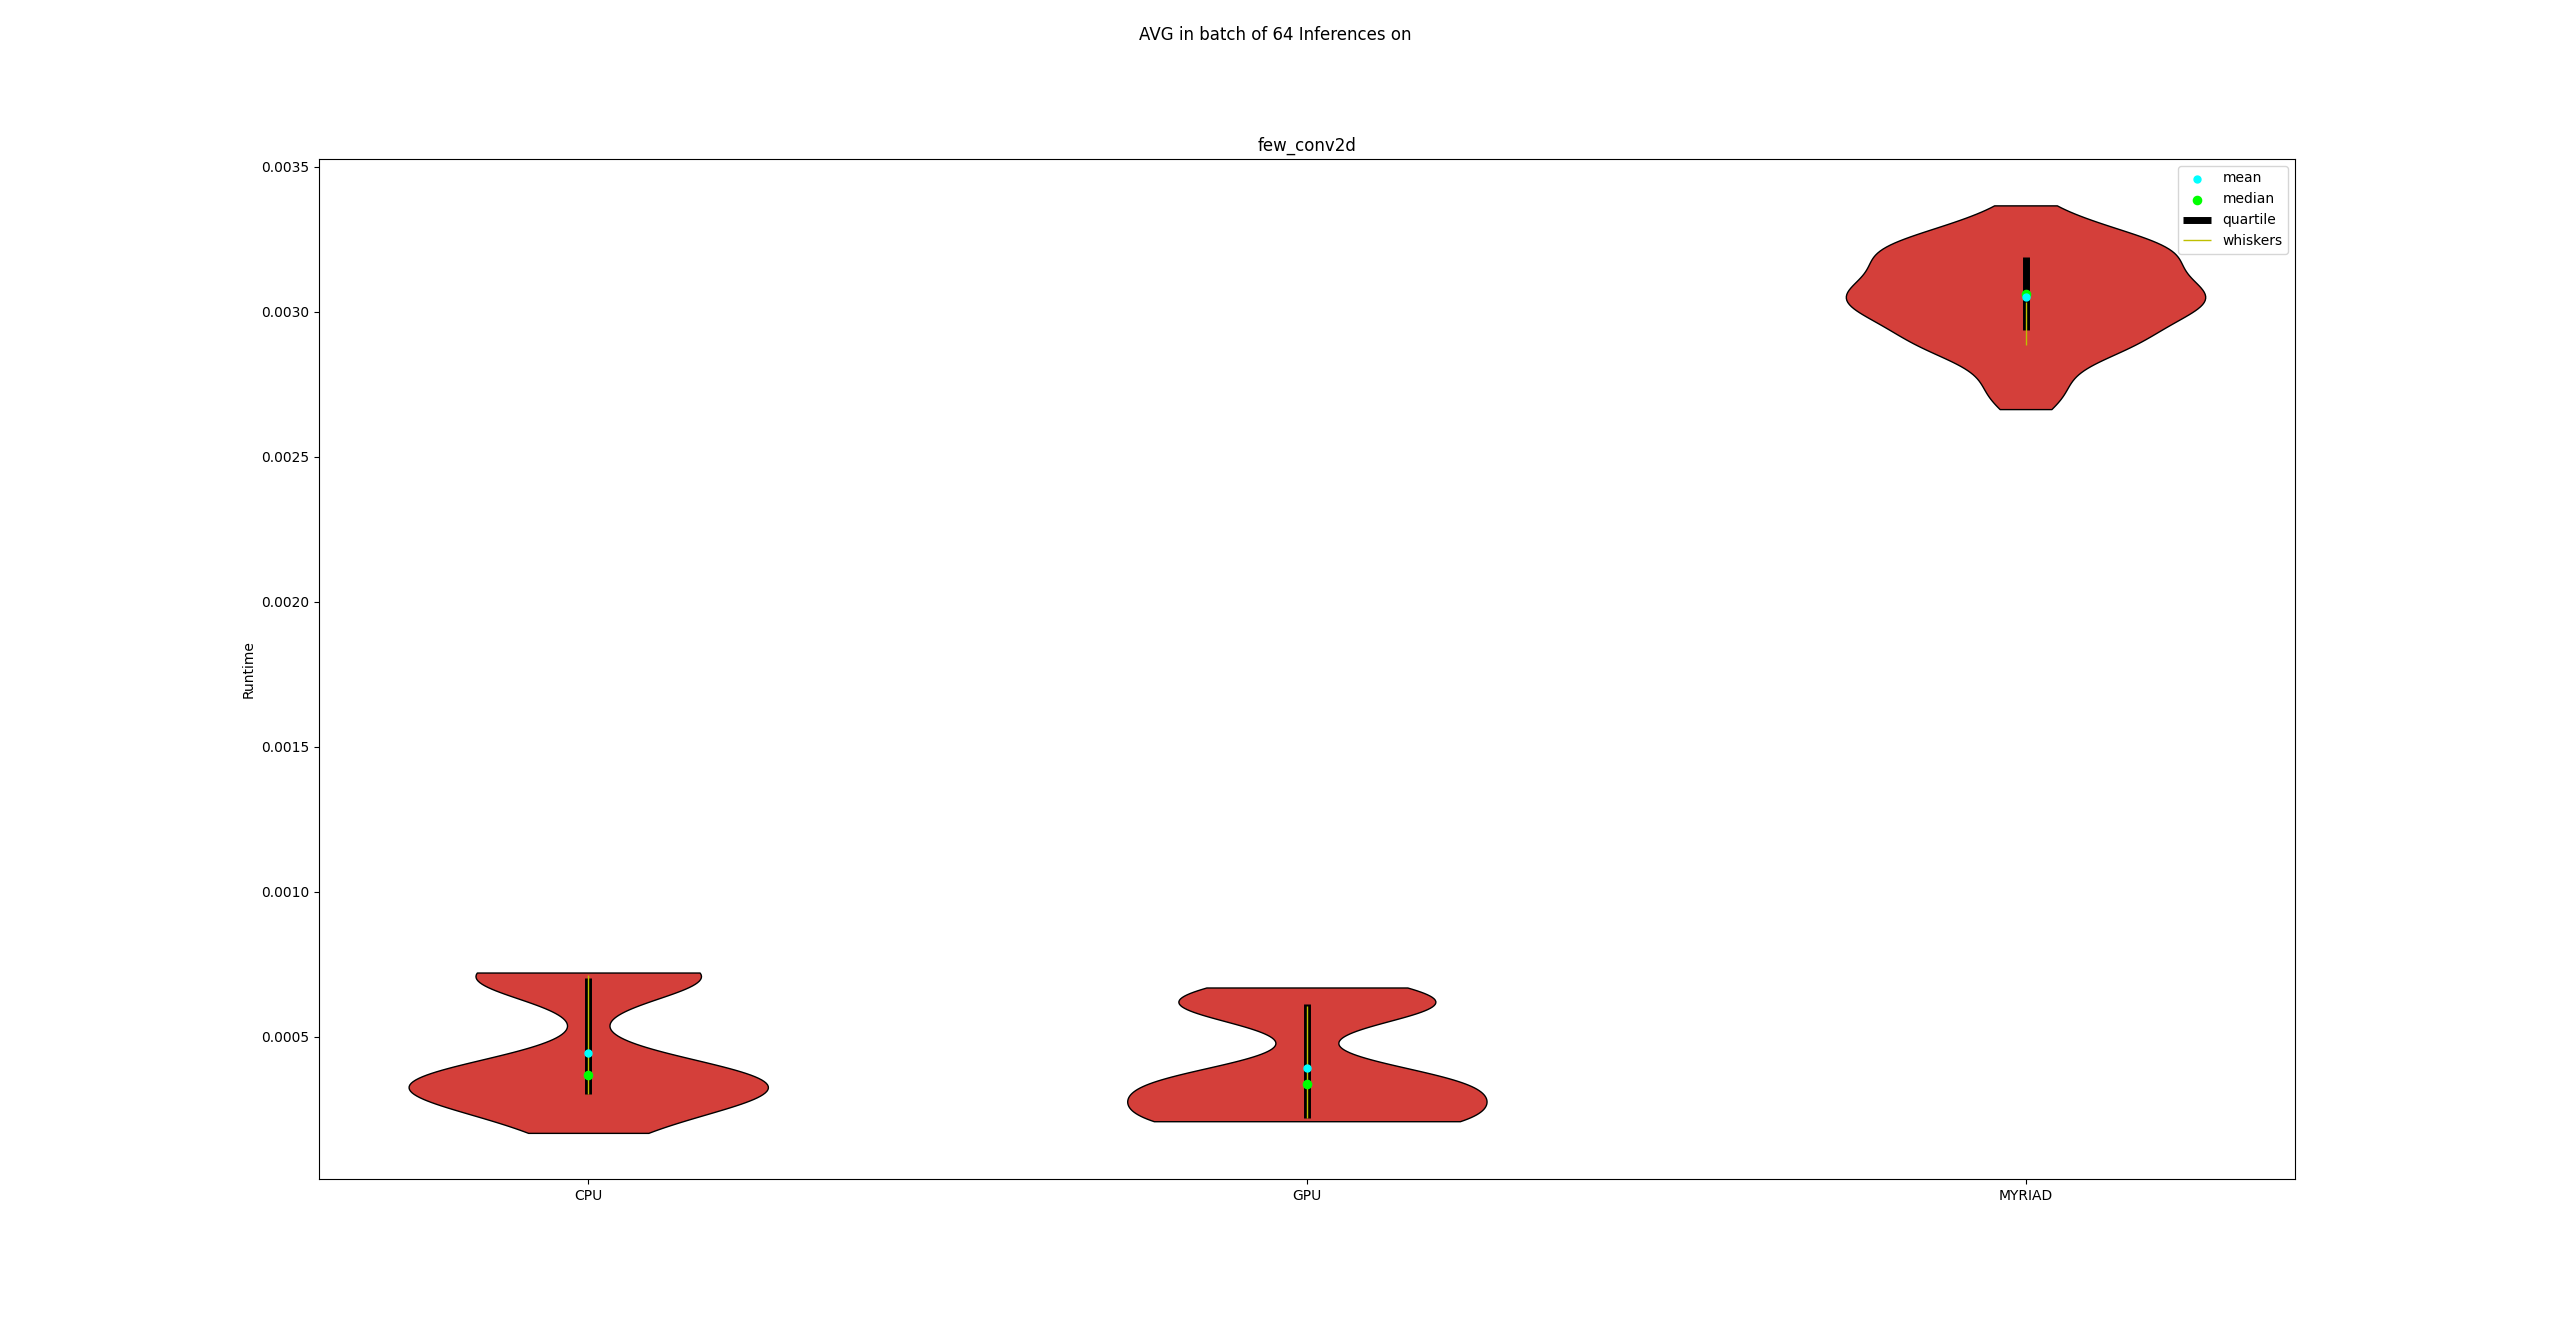 AVG in batch of 64 Inferences on
few_conv2d
0.0035
0.0030
0.0025
0.0020
0.0015
0.0010
0.0005
Runtime
mean
median
quartile
whiskers
CPU
GPU
MYRIAD